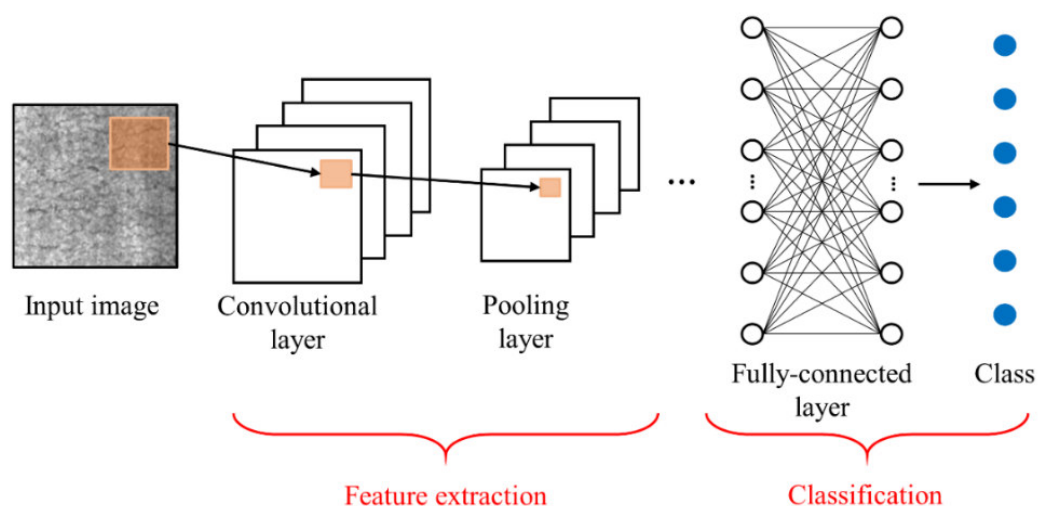 Input image
Convolutional
layer
Pooling
layer
...
Fully-connected
layer
Class
Feature extraction
Classification